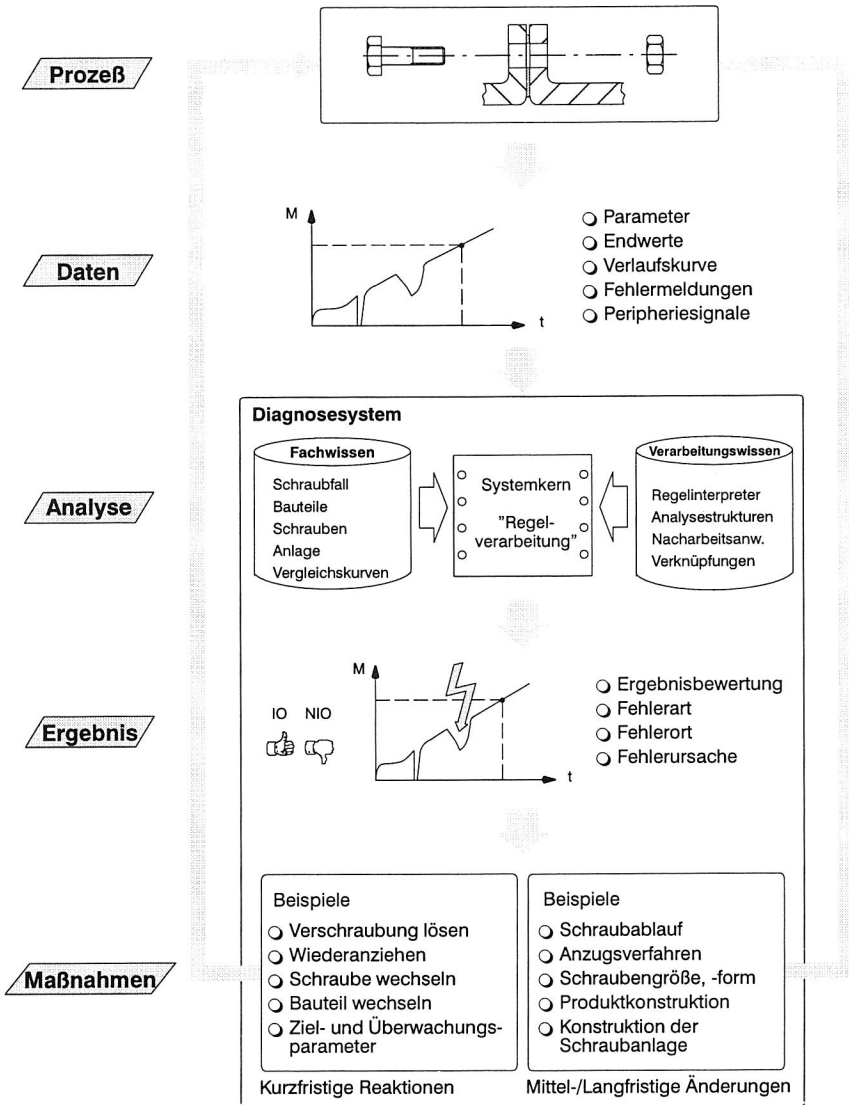 Prozeß
Daten
M
t
Parameter
Endwerte
Verlaufskurve
Fehlermeldungen
Peripheriesignale
Analyse
Diagnosesystem
Fachwissen
Schraubfall
Bauteile
Schrauben
Anlage
Vergleichskurven
Systemkern
"Regel-
verarbeitung"
Verarbeitungswissen
Regelinterpreter
Analysestrukturen
Nacharbeitsanw.
Verknüpfungen
Ergebnis
IO NIO
M
t
Ergebnisbewertung
Fehlerart
Fehlerort
Fehlerursache
Maßnahmen
Beispiele
Verschraubung lösen
Wiederanziehen
Schraube wechseln
Bauteil wechseln
Ziel- und Überwachungs-
parameter
Kurzfristige Reaktionen
Beispiele
Schraubablauf
Anzugsverfahren
Schraubengröße, -form
Produktkonstruktion
Konstruktion der
Schraubanlage
Mittel-/Langfristige Änderungen